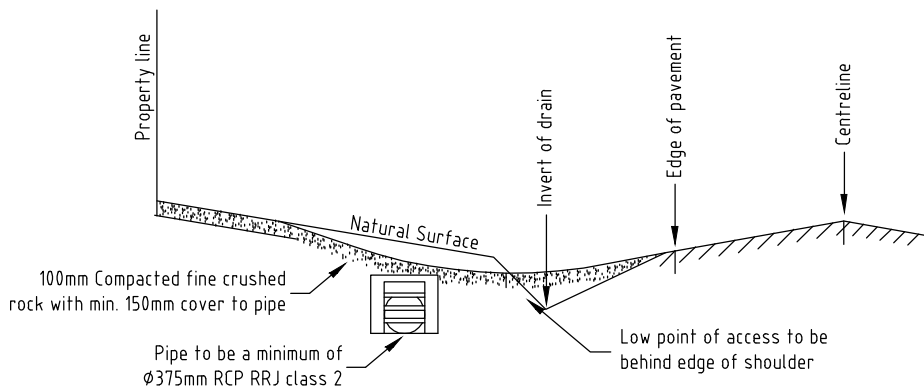 Property line
Invert of drain
Edge of pavement
Centreline
Natural Surface
100mm Compacted fine crushed
rock with min. 150mm cover to pipe
Pipe to be a minimum of
Ø375mm RCP RRJ class 2
Low point of access to be
behind edge of shoulder